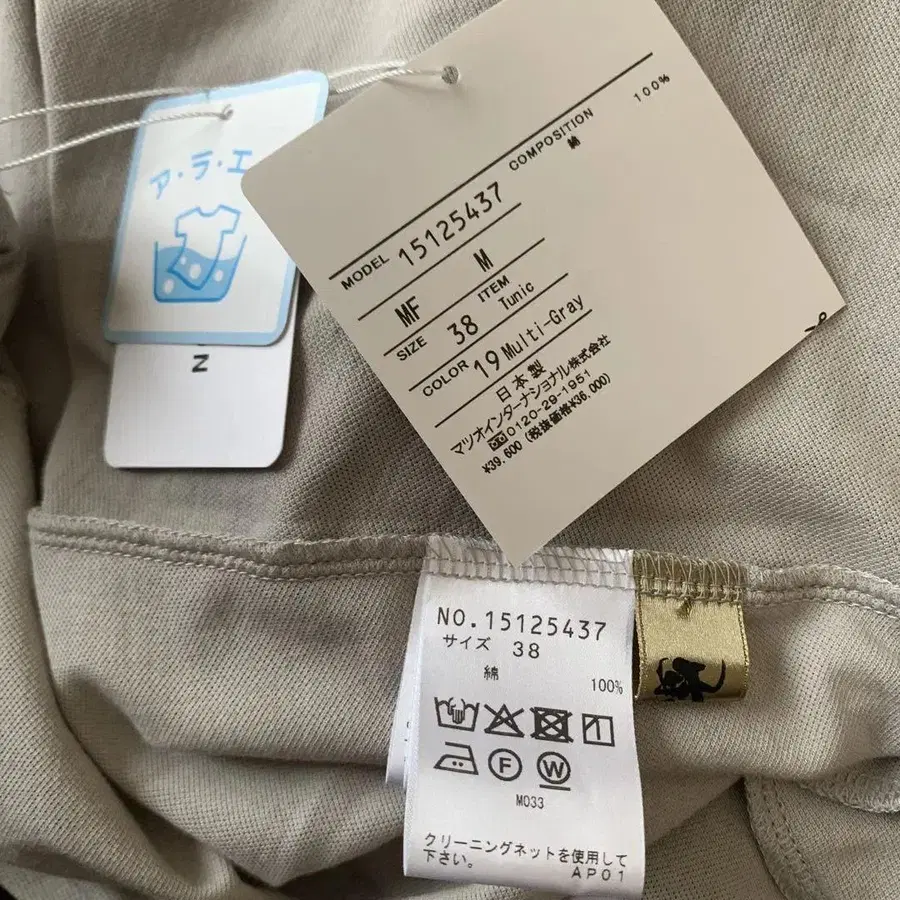 ア・ラ・エ
N
MODEL 15125437
COMPOSITION
綿 100%
MF M
SIZE 38 ITEM Tunic
COLOR 19 Multi-Gray
日本製
マツオインターナショナル株式会社
0120-29-1951
¥39,600 (税抜価格¥36,000)
NO.15125437
サイズ 38
綿 100%
F W
M033
クリーニングネットを使用して
下さい。
AP01